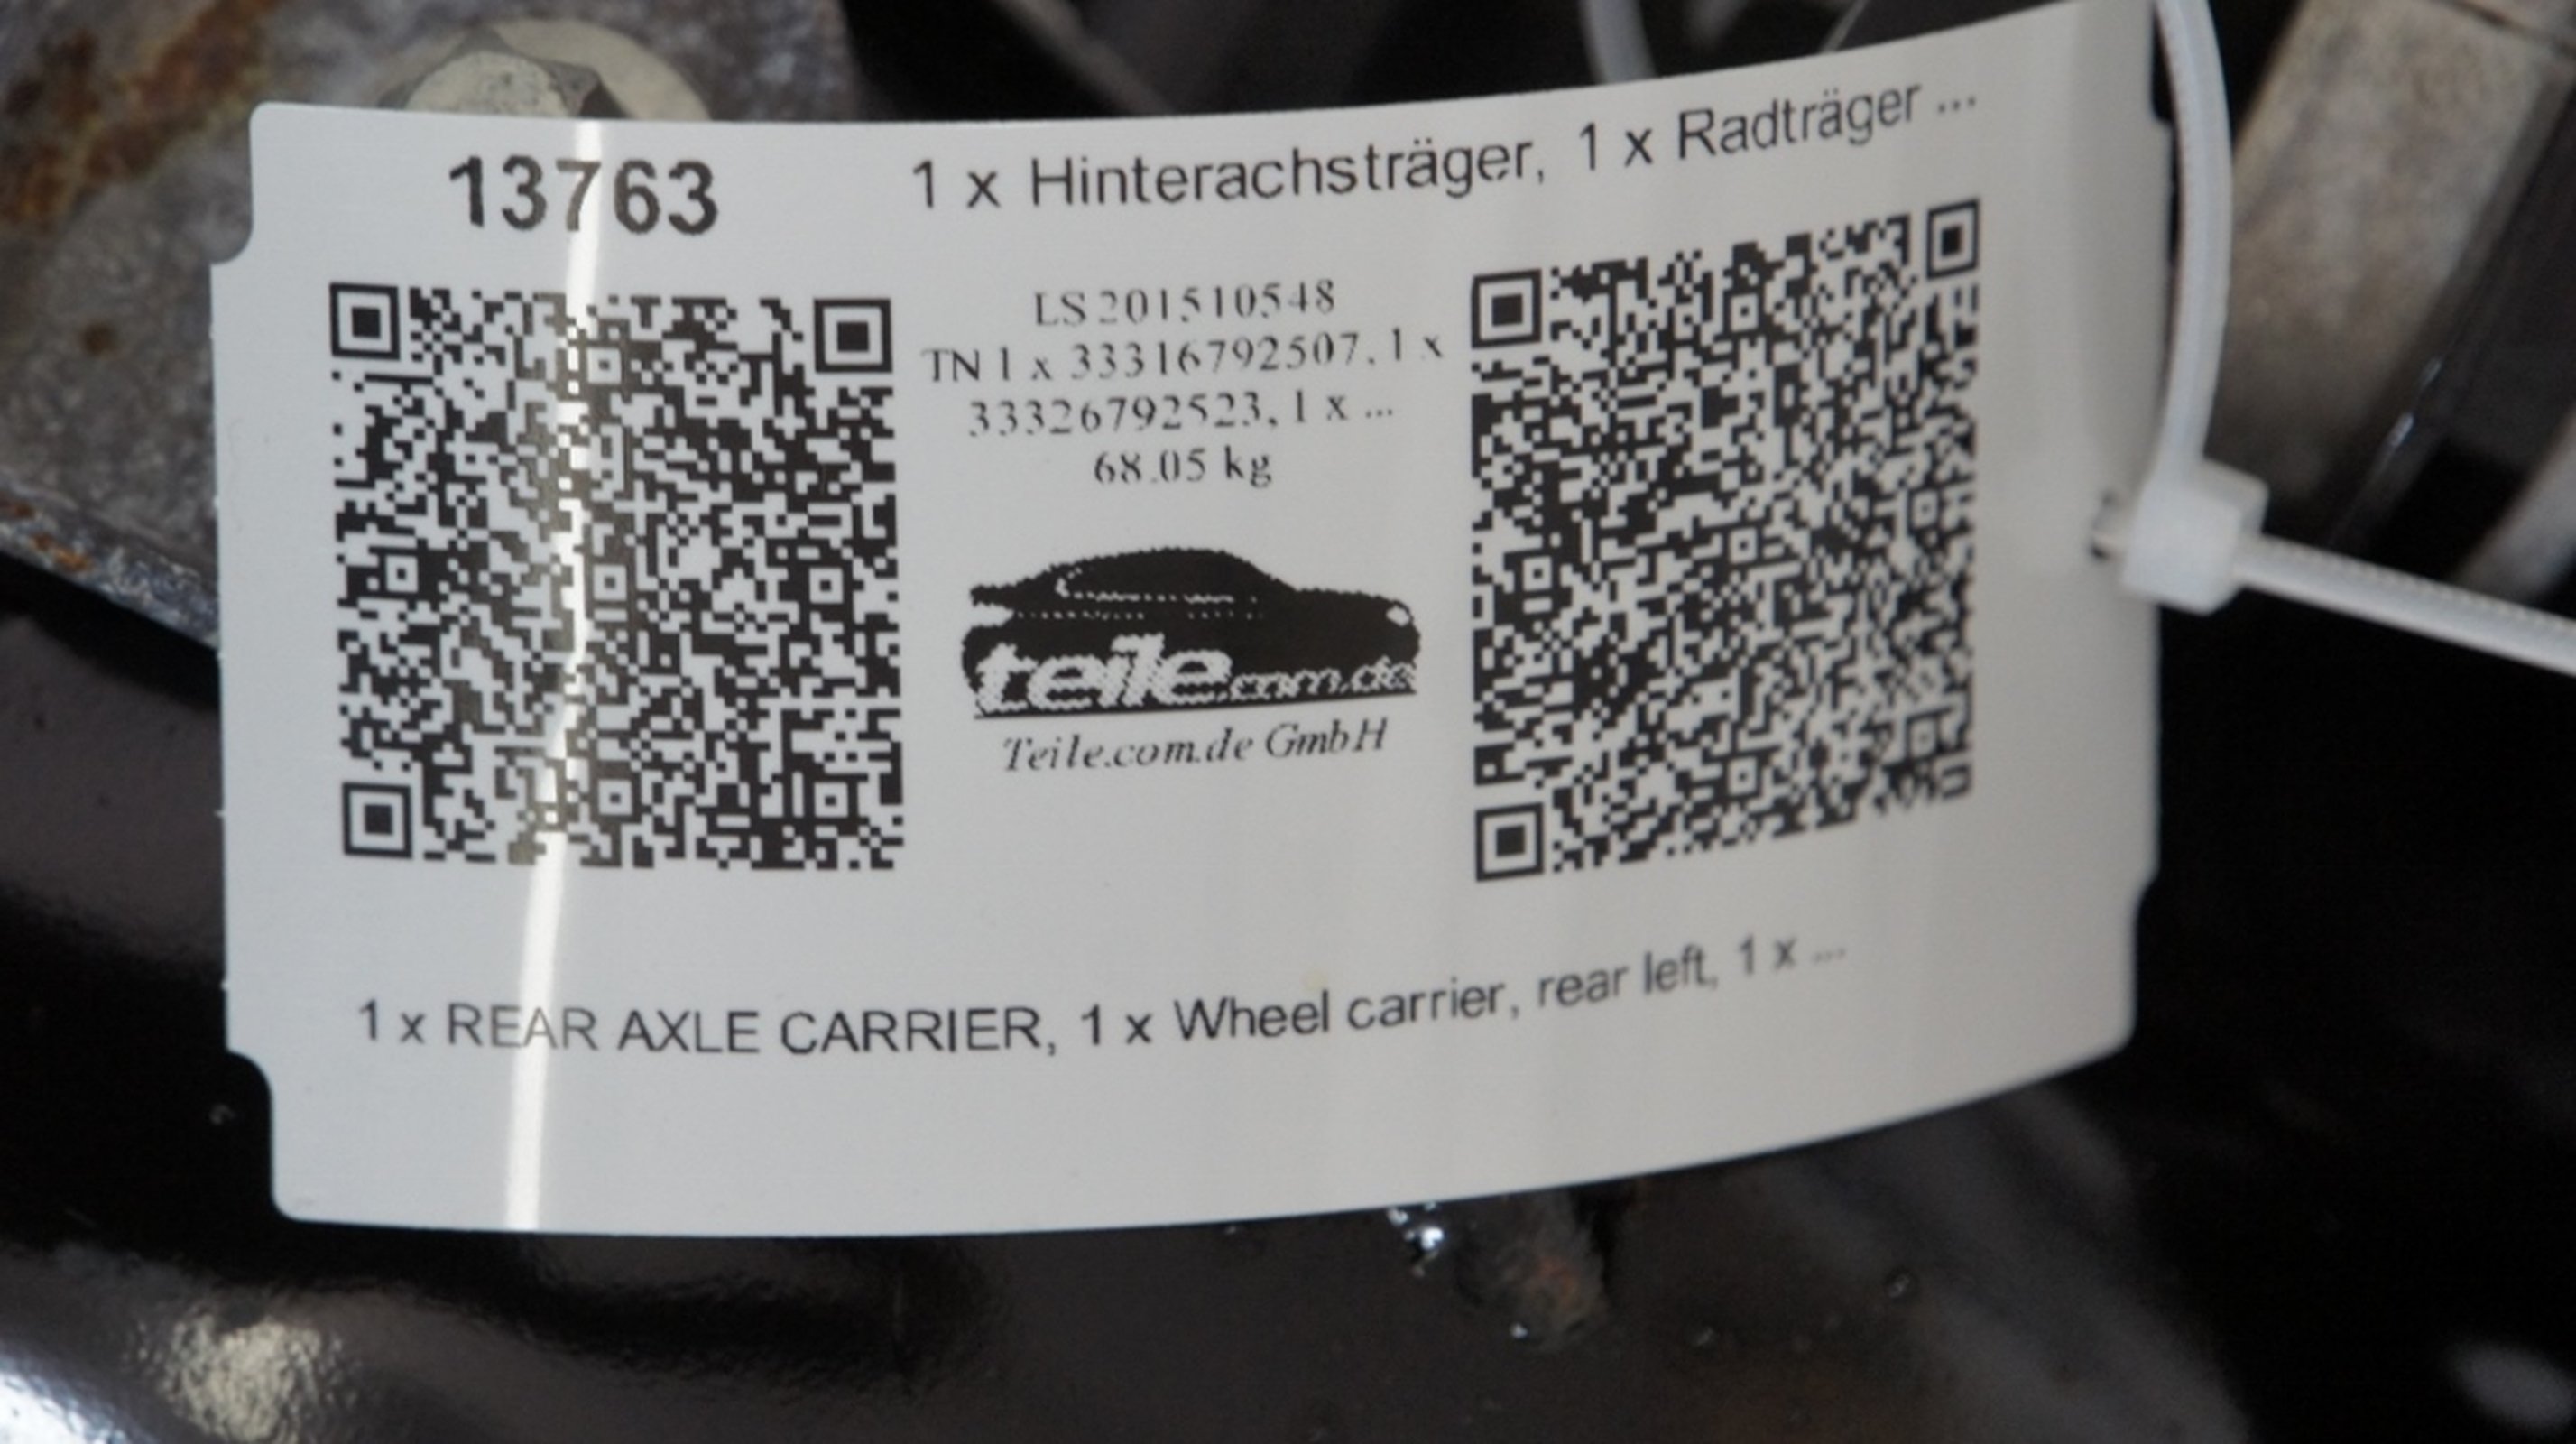 13763
1 x Hinterachsträger, 1 x Radträger ...
LS 201510548
TN 1 x 33316792507, 1 x
33326792523, 1 x ...
68.05 kg
teile.com.de
Teile.com.de GmbH
1 x REAR AXLE CARRIER, 1 x Wheel carrier, rear left, 1 x ...